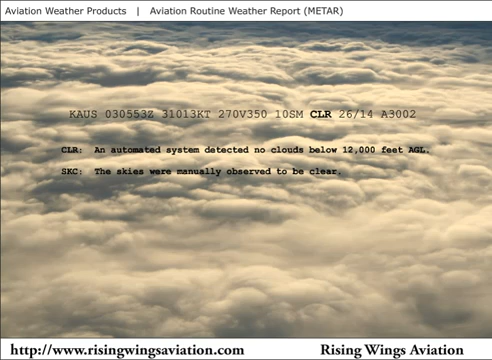 Aviation Weather Products | Aviation Routine Weather Report (METAR)
KAUS 030553Z 31013KT 270V350 10SM CLR 26/14 A3002
CLR: An automated system detected no clouds below 12,000 feet AGL.
SKC: The skies were manually observed to be clear.
http://www.risingwingsaviation.com Rising Wings Aviation